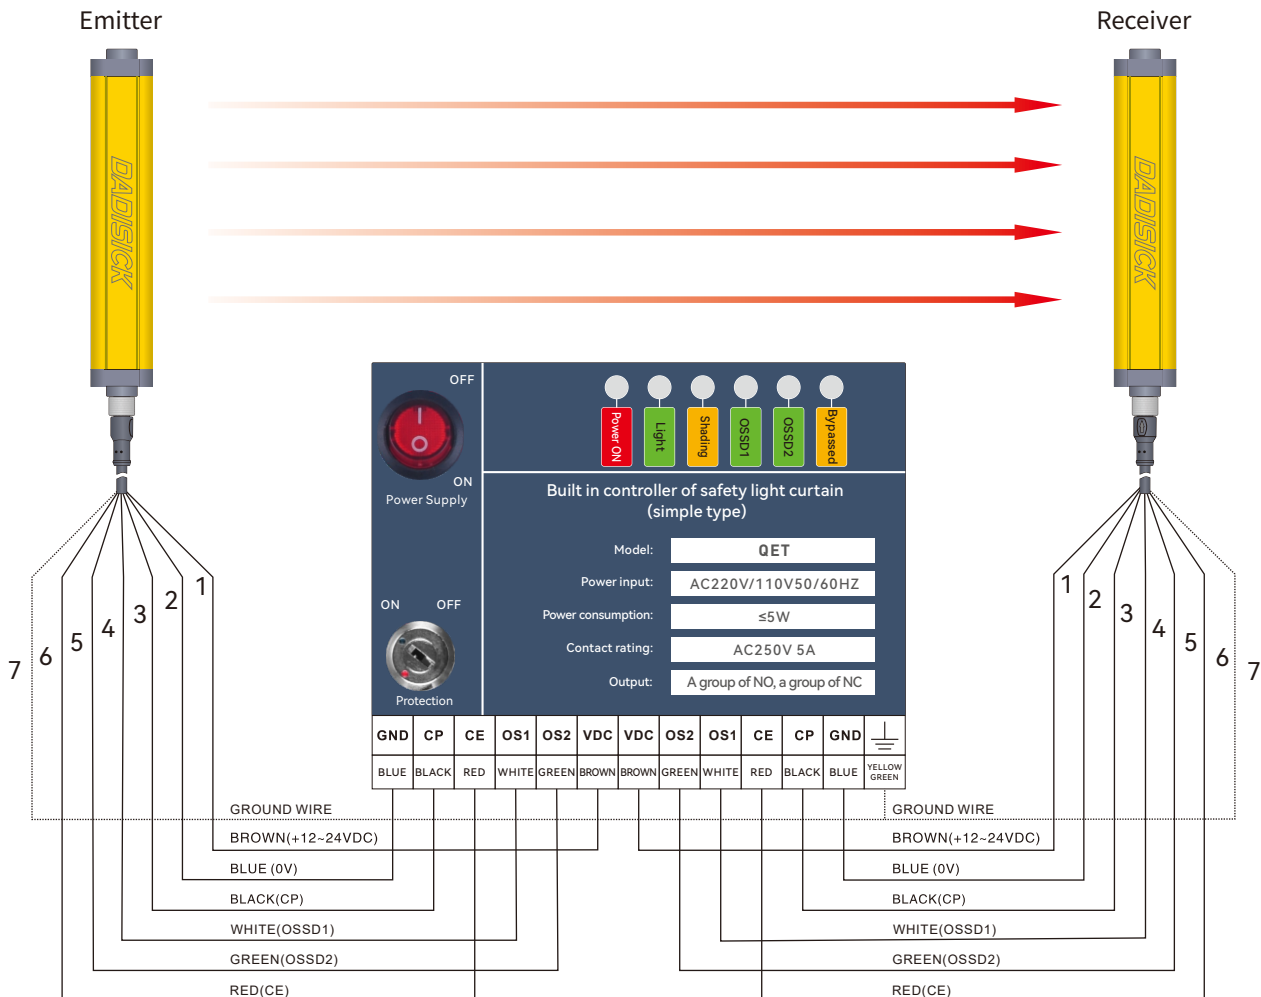 Emitter
Receiver
DADISICK
DADISICK
OFF
ON
Power Supply
ON OFF
Protection
Power ON
Light
Shading
OSSD1
OSSD2
Bypassed
Built in controller of safety light curtain
(simple type)
Model: QET
Power input: AC220V/110V50/60HZ
Power consumption: ≤5W
Contact rating: AC250V 5A
Output: A group of NO, a group of NC
GND CP CE OS1 OS2 VDC VDC OS2 OS1 CE CP GND
BLUE BLACK RED WHITE GREEN BROWN BROWN GREEN WHITE RED BLACK BLUE YELLOW GREEN
7 6 5 4 3 2 1
1 2 3 4 5 6 7
GROUND WIRE GROUND WIRE
BROWN(+12~24VDC) BROWN(+12~24VDC)
BLUE (0V) BLUE (0V)
BLACK(CP) BLACK(CP)
WHITE(OSSD1) WHITE(OSSD1)
GREEN(OSSD2) GREEN(OSSD2)
RED(CE) RED(CE)